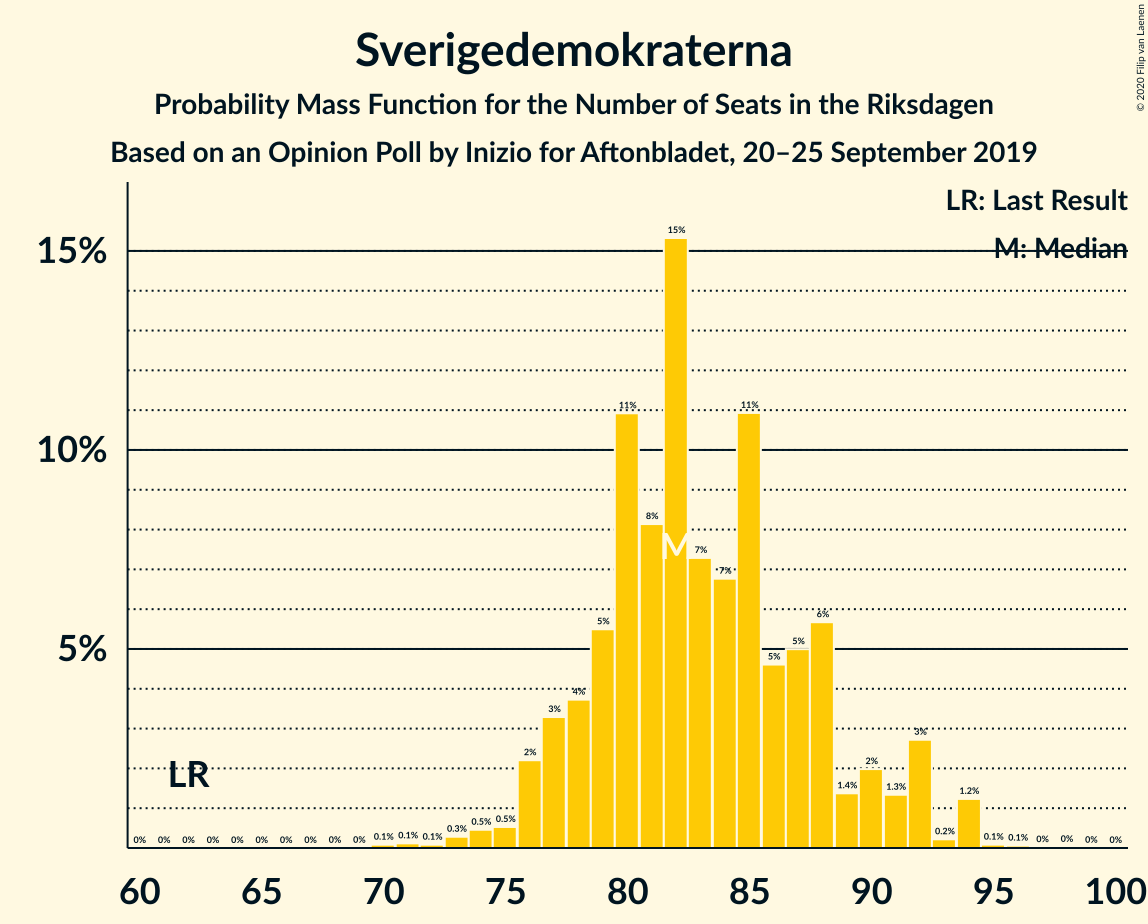 Sverigedemokraterna
Probability Mass Function for the Number of Seats in the Riksdagen
Based on an Opinion Poll by Inizio for Aftonbladet, 20–25 September 2019
© 2020 Filip van Laenen
LR: Last Result
M: Median
15%
10%
5%
LR
M
0% 0% 0% 0% 0% 0% 0% 0% 0% 0% 0.1% 0.1% 0.1% 0.3% 0.5% 0.5% 2% 3% 4% 5% 11% 8% 15% 7% 7% 11% 5% 5% 6% 1.4% 2% 1.3% 3% 0.2% 1.2% 0.1% 0.1% 0% 0% 0% 0%
60 65 70 75 80 85 90 95 100